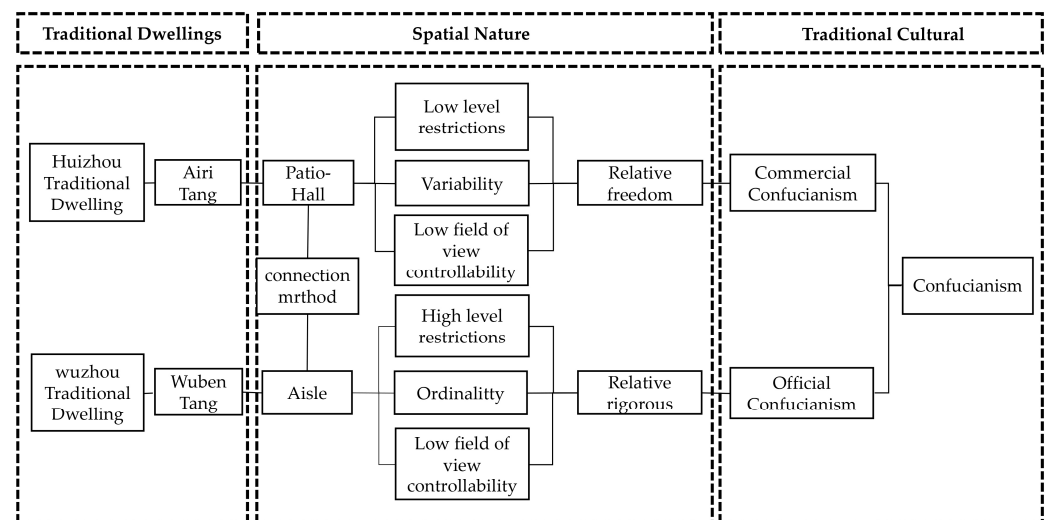 Traditional Dwellings
Spatial Nature
Traditional Cultural
Huizhou
Traditional
Dwelling
Airi
Tang
Patio-
Hall
Low level
restrictions
Variability
Low field of
view
controllability
Relative
freedom
Commercial
Confucianism
connection
mrthod
Confucianism
wuzhou
Traditional
Dwelling
Wuben
Tang
Aisle
High level
restrictions
Ordinalitty
Low field of
view
controllability
Relative
rigorous
Official
Confucianism